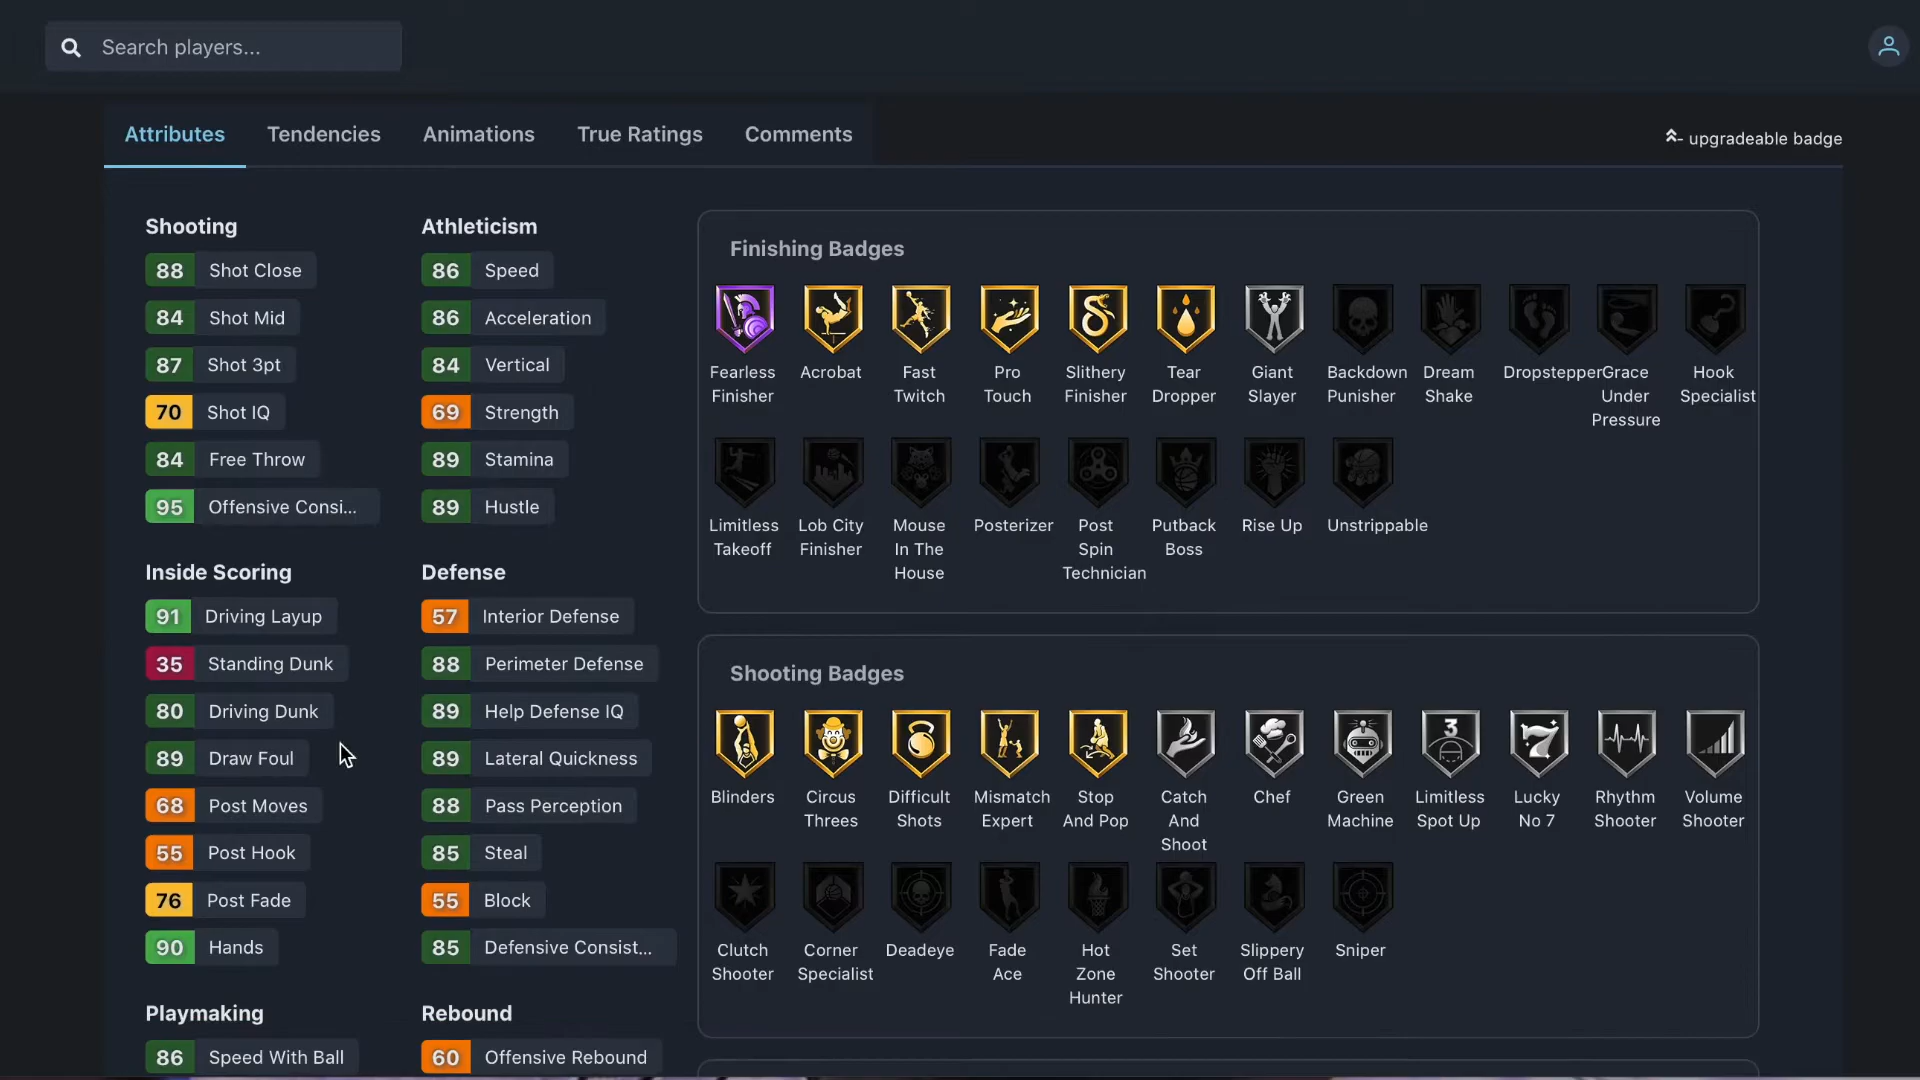 Search players...
Attributes
Tendencies
Animations
True Ratings
Comments
- upgradeable badge
Shooting
88 Shot Close
84 Shot Mid
87 Shot 3pt
70 Shot IQ
84 Free Throw
95 Offensive Consi...
Inside Scoring
91 Driving Layup
35 Standing Dunk
80 Driving Dunk
89 Draw Foul
68 Post Moves
55 Post Hook
76 Post Fade
90 Hands
Playmaking
86 Speed With Ball
Athleticism
86 Speed
86 Acceleration
84 Vertical
69 Strength
89 Stamina
89 Hustle
Defense
57 Interior Defense
88 Perimeter Defense
89 Help Defense IQ
89 Lateral Quickness
88 Pass Perception
85 Steal
55 Block
85 Defensive Consist...
Rebound
60 Offensive Rebound
Finishing Badges
Fearless
Finisher
Acrobat
Fast
Twitch
Pro
Touch
Slithery
Finisher
Tear
Dropper
Giant
Slayer
Backdown
Punisher
Dream
Shake
Dropstepper
Grace
Under
Pressure
Hook
Specialist
Limitless
Takeoff
Lob City
Finisher
Mouse
In The
House
Posterizer
Post
Spin
Technician
Putback
Boss
Rise Up
Unstrippable
Shooting Badges
Blinders
Circus
Threes
Difficult
Shots
Mismatch
Expert
Stop
And Pop
Catch
And
Shoot
Chef
Green
Machine
3
Limitless
Spot Up
7
Lucky
No 7
Rhythm
Shooter
Volume
Shooter
Clutch
Shooter
Corner
Specialist
Deadeye
Fade
Ace
Hot
Zone
Hunter
Set
Shooter
Slippery
Off Ball
Sniper